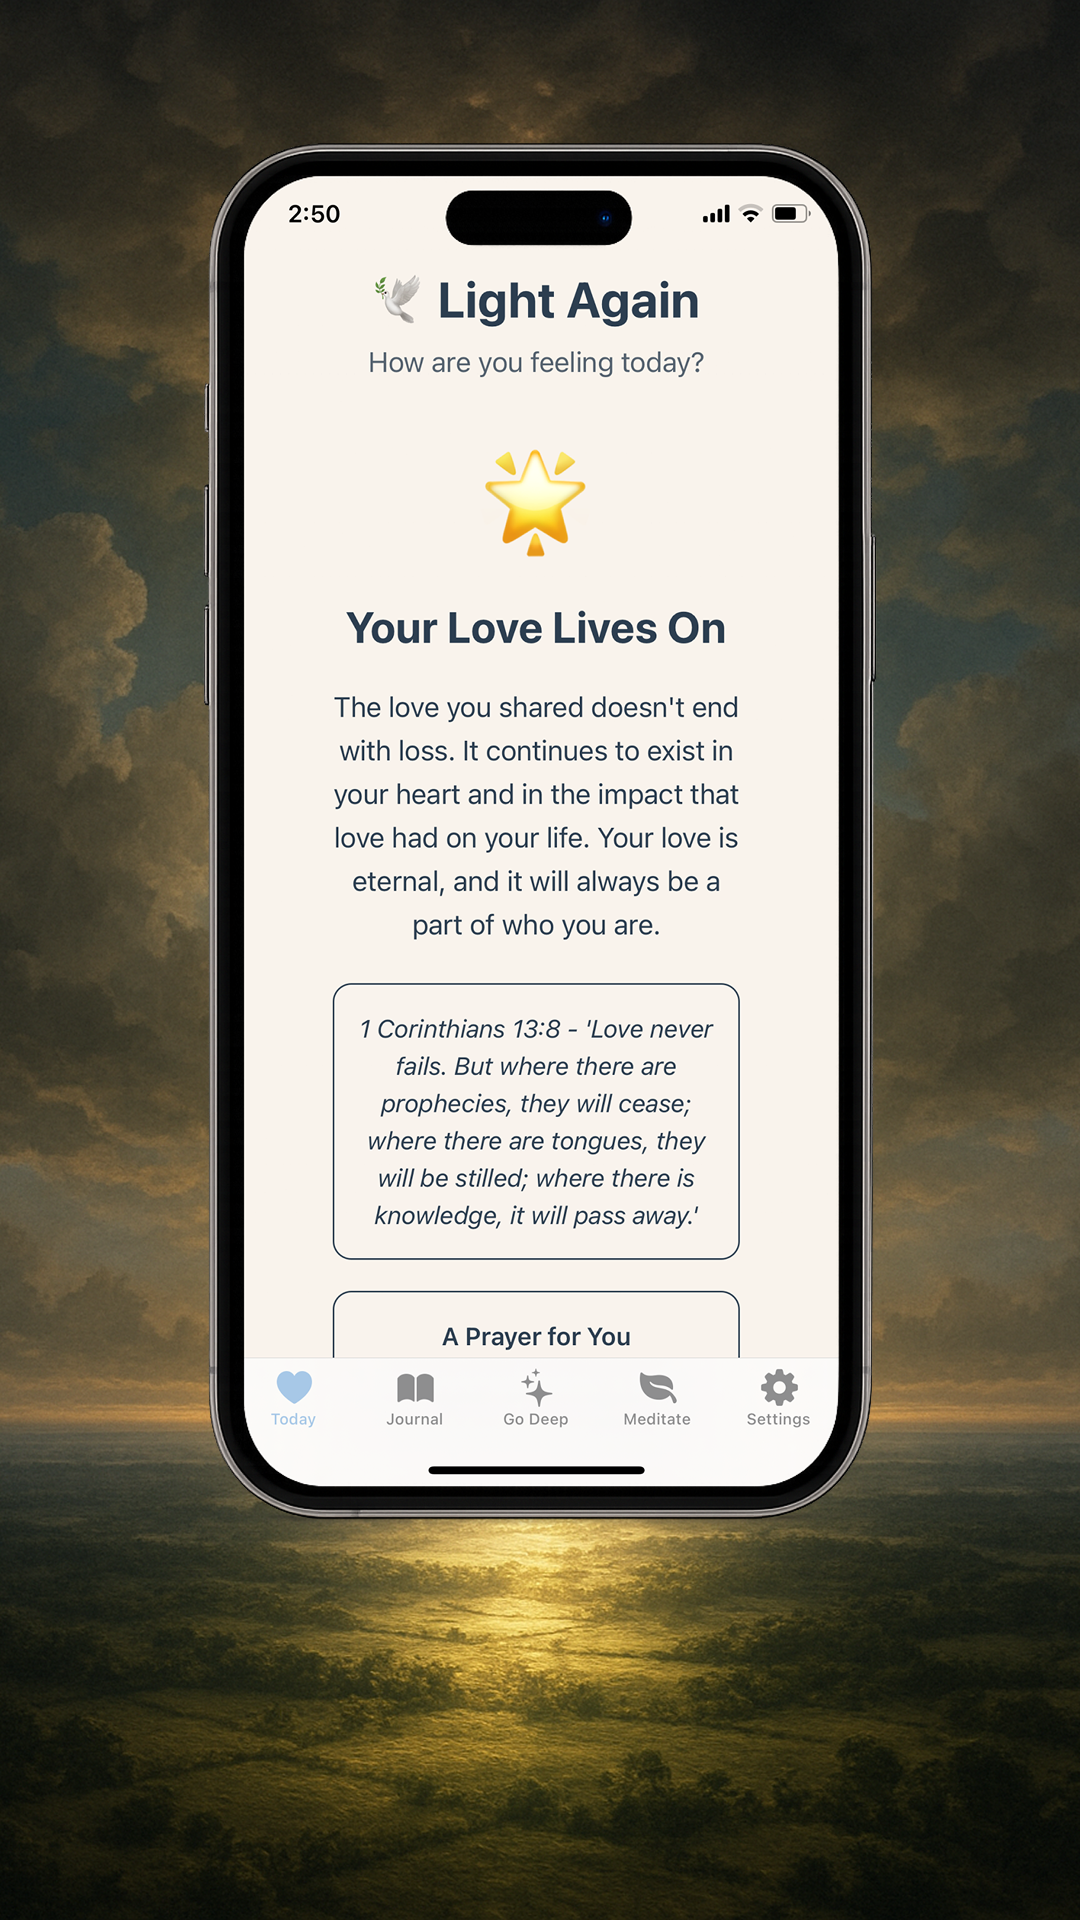 2:50
Light Again
How are you feeling today?
Your Love Lives On
The love you shared doesn't end
with loss. It continues to exist in
your heart and in the impact that
love had on your life. Your love is
eternal, and it will always be a
part of who you are.
1 Corinthians 13:8 - 'Love never
fails. But where there are
prophecies, they will cease;
where there are tongues, they
will be stilled; where there is
knowledge, it will pass away.'
A Prayer for You
Today
Journal
Go Deep
Meditate
Settings